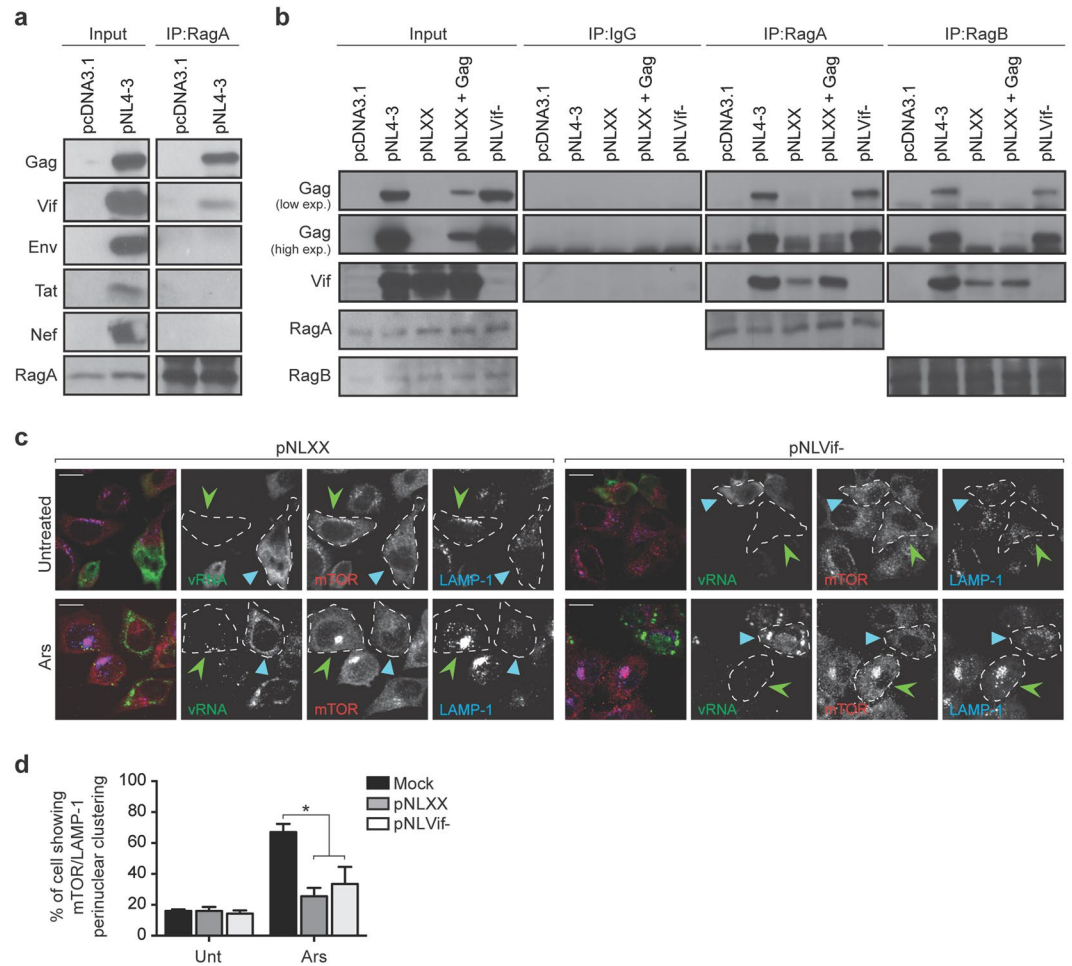 a
Input
IP:RagA
pcDNA3.1
pNL4-3
pcDNA3.1
pNL4-3
Gag
Vif
Env
Tat
Nef
RagA
b
Input
IP:IgG
IP:RagA
IP:RagB
pcDNA3.1
pNL4-3
pNLXX
pNLXX + Gag
pNLVif-
pcDNA3.1
pNL4-3
pNLXX
pNLXX + Gag
pNLVif-
pcDNA3.1
pNL4-3
pNLXX
pNLXX + Gag
pNLVif-
pcDNA3.1
pNL4-3
pNLXX
pNLXX + Gag
pNLVif-
Gag
(low exp.)
Gag
(high exp.)
Vif
RagA
RagB
c
pNLXX
pNLVif-
Untreated
vRNA
mTOR
LAMP-1
vRNA
mTOR
LAMP-1
Ars
vRNA
mTOR
LAMP-1
vRNA
mTOR
LAMP-1
d
% of cell showing
mTOR/LAMP-1
perinuclear clustering
100
80
60
40
20
0
*
Mock
pNLXX
pNLVif-
Unt
Ars